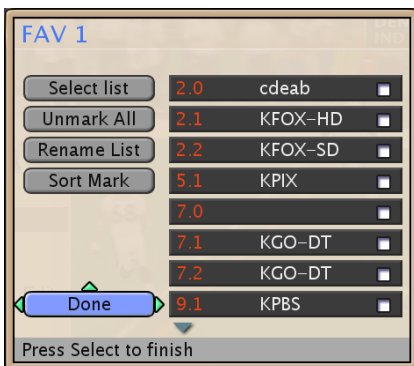 FAV 1
Select list
Unmark All
Rename List
Sort Mark
Done
2.0 cdeab
2.1 KFOX-HD
2.2 KFOX-SD
5.1 KPIX
7.0
7.1 KGO-DT
7.2 KGO-DT
9.1 KPBS
Press Select to finish